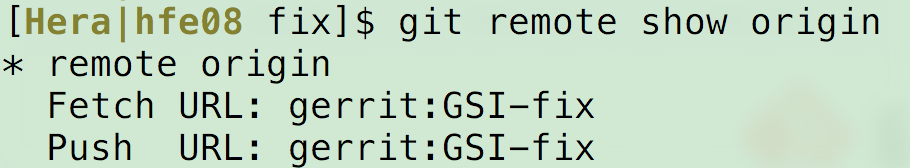 [Hera|hfe08 fix]$ git remote show origin
* remote origin
  Fetch URL: gerrit:GSI-fix
  Push  URL: gerrit:GSI-fix